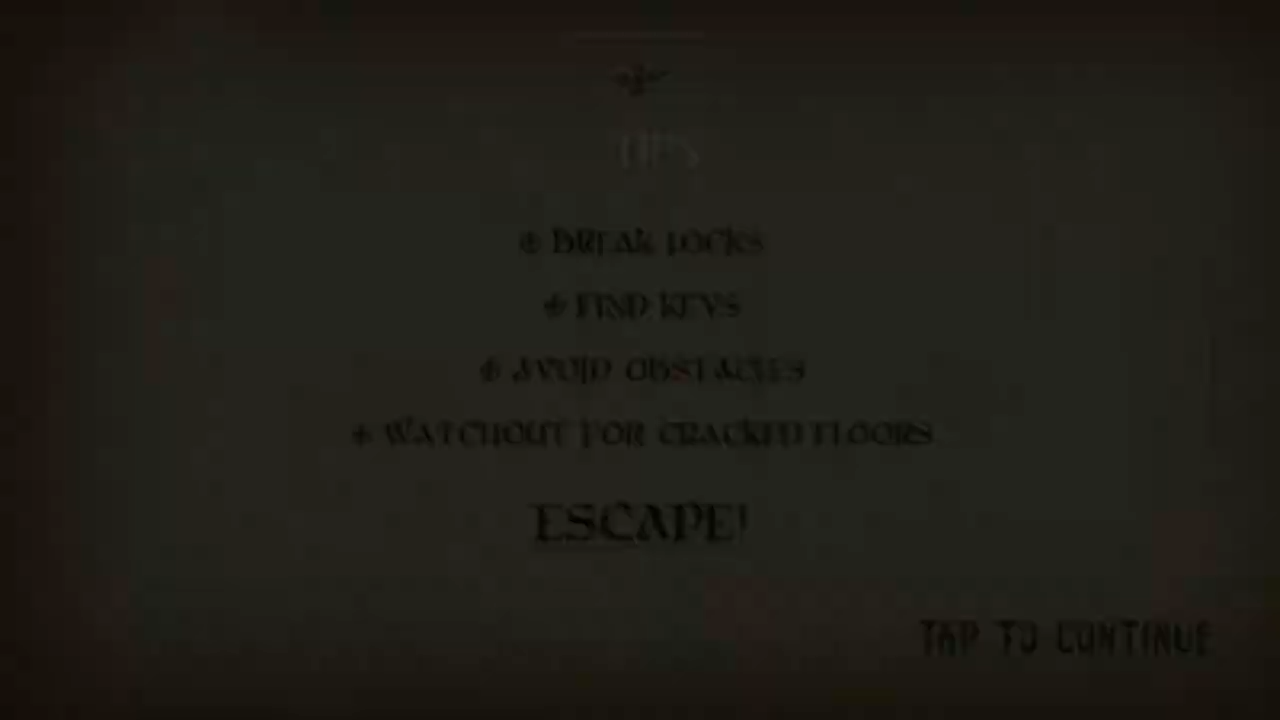 TIPS
BREAK LOCKS
FIND KEYS
AVOID OBSTACLES
WATCHOUT FOR CRACKED FLOORS
ESCAPE!
TAP TO CONTINUE